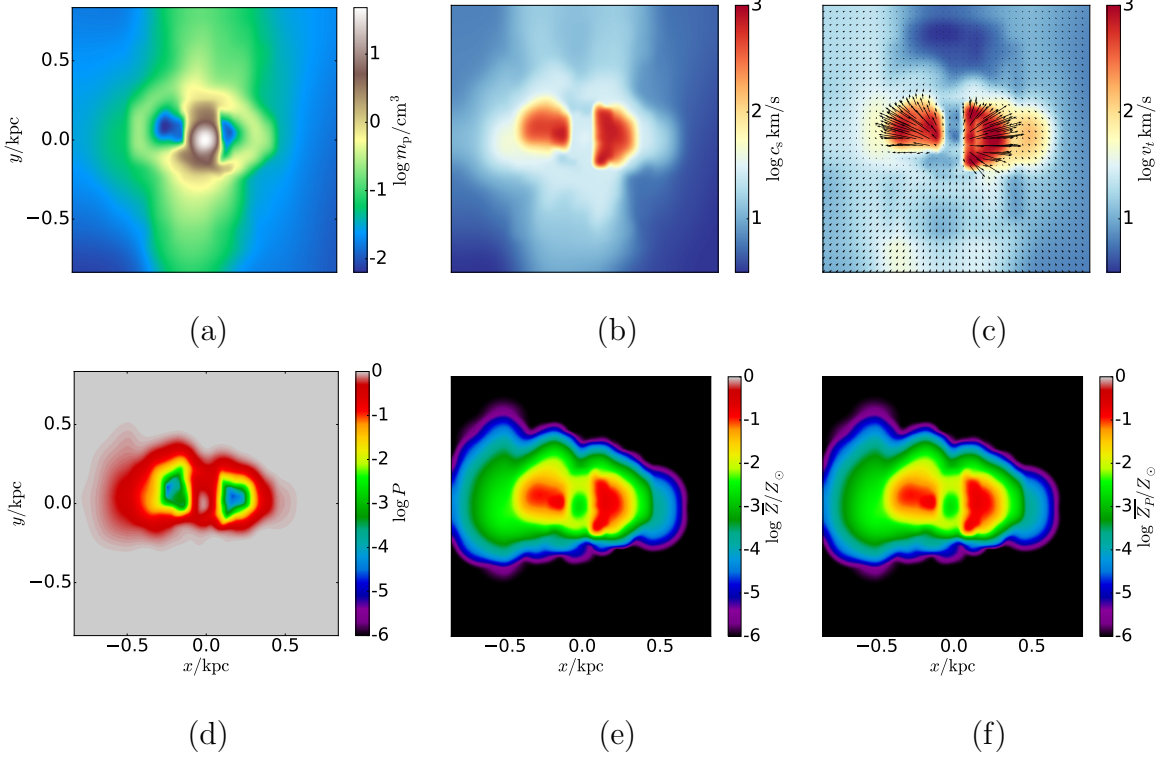 0.5
0.0
−0.5
y/kpc
1
0
-1
-2
log m_p/cm^3
3
2
1
log c_s km/s
3
2
1
log v_t km/s
(a)
(b)
(c)
0.5
0.0
−0.5
y/kpc
−0.5 0.0 0.5
x/kpc
0
-1
-2
-3
-4
-5
-6
log P
−0.5 0.0 0.5
x/kpc
0
-1
-2
-3
-4
-5
-6
log Z̅/Z_⊙
−0.5 0.0 0.5
x/kpc
0
-1
-2
-3
-4
-5
-6
log Z̅_P/Z_⊙
(d)
(e)
(f)